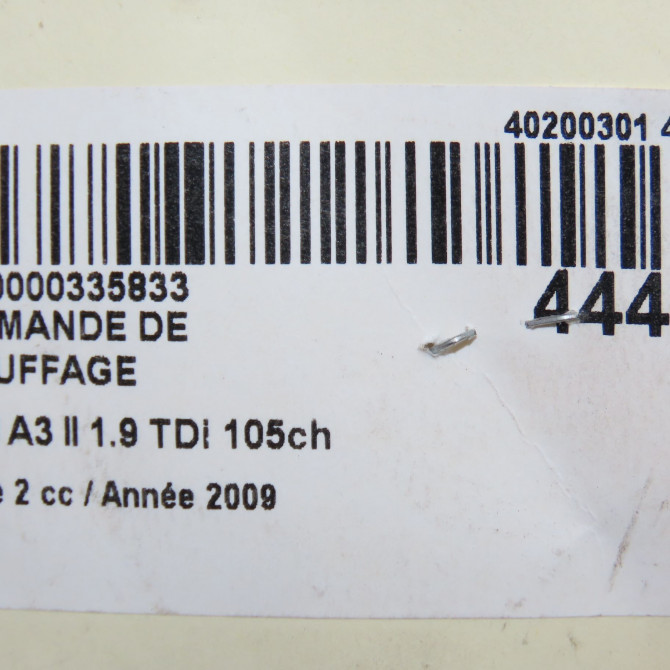 40200301 4
0000335833
444
MANDE DE
UFFAGE
A3 II 1.9 TDi 105ch
e 2 cc / Année 2009